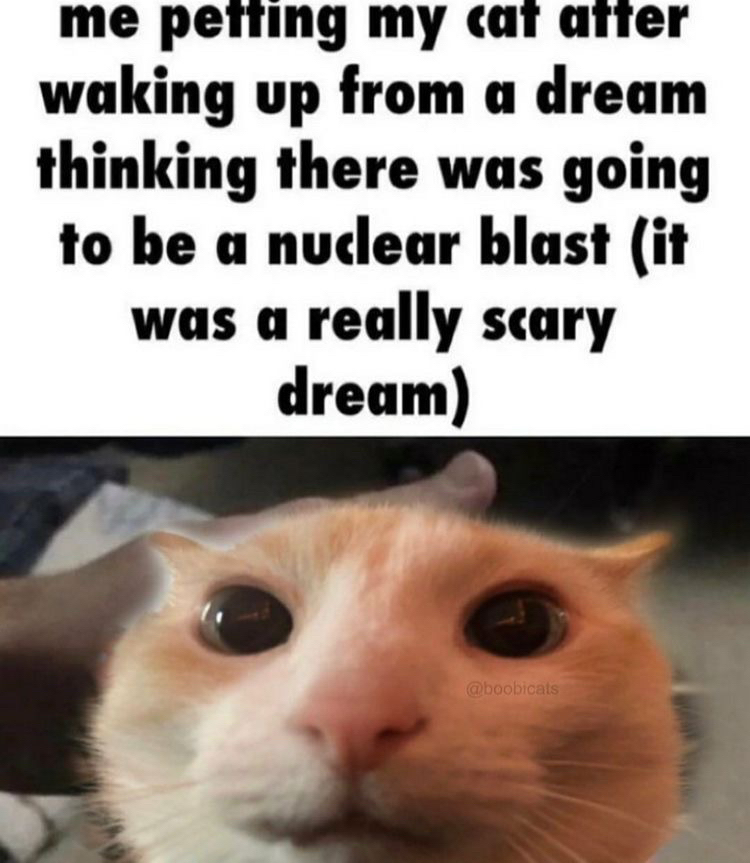 me petting my cat after
waking up from a dream
thinking there was going
to be a nuclear blast (it
was a really scary
dream)
@boobicats